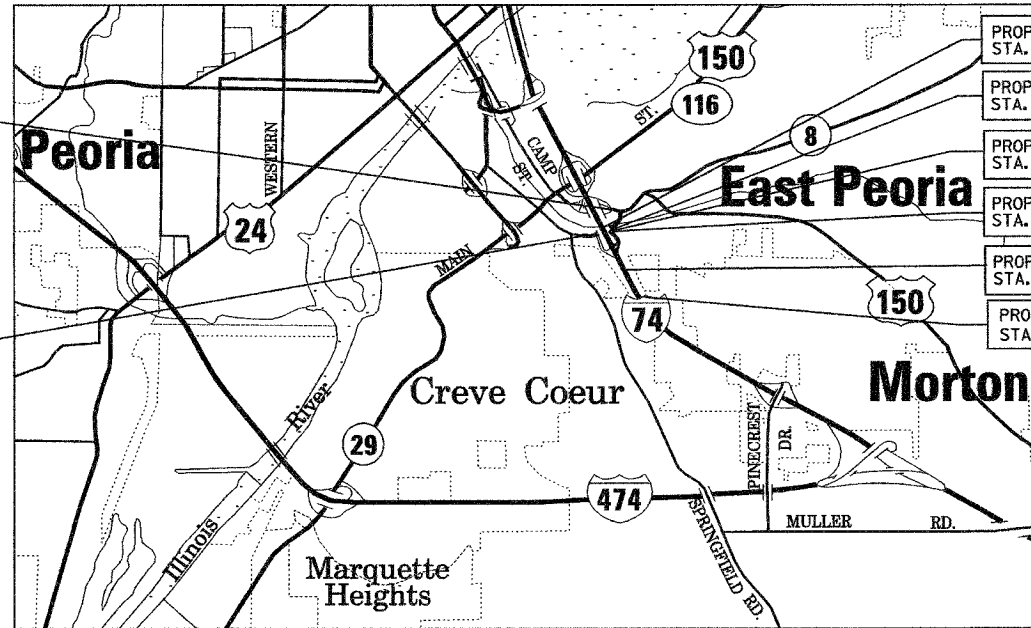 PROP
STA.
150
PROP
STA.
116
ST.
8
Peoria
WESTERN
CAMP
ST.
PROP
STA.
East Peoria
PROP
STA.
24
MAIN
PROP
STA.
150
74
PRO
STA
Morton
Creve Coeur
River
29
PINECREST
DR.
474
Illinois
SPRINGFIELD RD.
MULLER RD.
Marquette
Heights